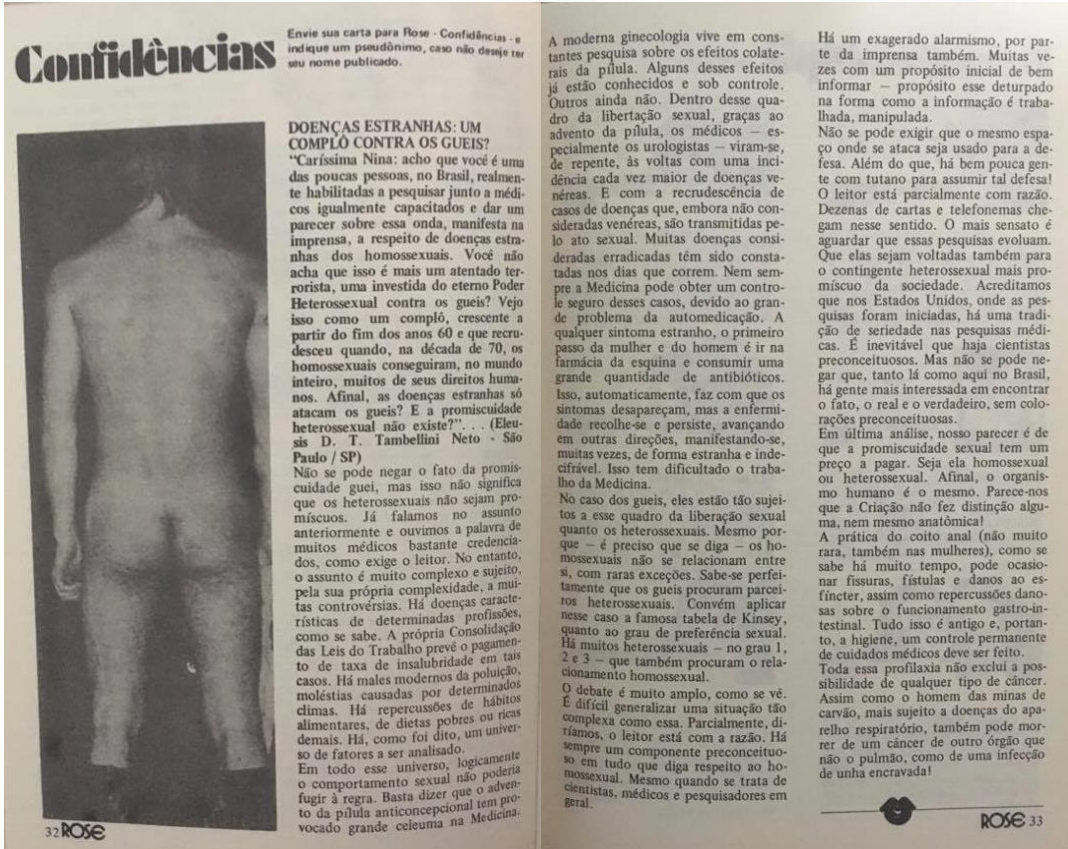 Confidências
Envie sua carta para Rose - Confidências - e
indique um pseudônimo, caso não deseje ter
seu nome publicado.
DOENÇAS ESTRANHAS: UM
COMPLÔ CONTRA OS GUEIS?
"Caríssima Nina: acho que você é uma
das poucas pessoas, no Brasil, realmen-
te habilitadas a pesquisar junto a médi-
cos igualmente capacitados e dar um
parecer sobre essa onda, manifesta na
imprensa, a respeito de doenças estra-
nhas dos homossexuais. Você não
acha que isso é mais um atentado ter-
rorista, uma investida do eterno Poder
Heterossexual contra os gueis? Vejo
isso como um complô, crescente a
partir do fim dos anos 60 e que recru-
desceu quando, na década de 70, os
homossexuais conseguiram, no mundo
inteiro, muitos de seus direitos huma-
nos. Afinal, as doenças estranhas só
atacam os gueis? E a promiscuidade
heterossexual não existe?". . . (Eleu-
sis D. T. Tambellini Neto - São
Paulo / SP)
Não se pode negar o fato da promis-
cuidade guei, mas isso não significa
que os heterossexuais não sejam pro-
míscuos. Já falamos no assunto
anteriormente e ouvimos a palavra de
muitos médicos bastante credencia-
dos, como exige o leitor. No entanto,
o assunto é muito complexo e sujeito,
pela sua própria complexidade, a mui-
tas controvérsias. Há doenças caracte-
rísticas de determinadas profissões,
como se sabe. A própria Consolidação
das Leis do Trabalho prevê o pagamen-
to de taxa de insalubridade em tais
casos. Há males modernos da poluição,
moléstias causadas por determinados
climas. Há repercussões de hábitos
alimentares, de dietas pobres ou ricas
demais. Há, como foi dito, um univer-
so de fatores a ser analisado.
Em todo esse universo, logicamente
o comportamento sexual não poderia
fugir à regra. Basta dizer que o adven-
to da pílula anticoncepcional tem pro-
vocado grande celeuma na Medicina.
32 ROSE
A moderna ginecologia vive em cons-
tantes pesquisa sobre os efeitos colate-
rais da pílula. Alguns desses efeitos
já estão conhecidos e sob controle.
Outros ainda não. Dentro desse qua-
dro da libertação sexual, graças ao
advento da pílula, os médicos — es-
pecialmente os urologistas — viram-se,
de repente, às voltas com uma inci-
dência cada vez maior de doenças ve-
néreas. E com a recrudescência de
casos de doenças que, embora não con-
sideradas venéreas, são transmitidas pe-
lo ato sexual. Muitas doenças consi-
deradas erradicadas têm sido consta-
tadas nos dias que correm. Nem sem-
pre a Medicina pode obter um contro-
le seguro desses casos, devido ao gran-
de problema da automedicação. A
qualquer sintoma estranho, o primeiro
passo da mulher e do homem é ir na
farmácia da esquina e consumir uma
grande quantidade de antibióticos.
Isso, automaticamente, faz com que os
sintomas desapareçam, mas a enfermi-
dade recolhe-se e persiste, avançando
em outras direções, manifestando-se,
muitas vezes, de forma estranha e inde-
cifrável. Isso tem dificultado o traba-
lho da Medicina.
No caso dos gueis, eles estão tão sujei-
tos a esse quadro da liberação sexual
quanto os heterossexuais. Mesmo por-
que — é preciso que se diga — os ho-
mossexuais não se relacionam entre
si, com raras exceções. Sabe-se perfei-
tamente que os gueis procuram parcei-
ros heterossexuais. Convém aplicar
nesse caso a famosa tabela de Kinsey,
quanto ao grau de preferência sexual.
Há muitos heterossexuais — no grau 1,
2 e 3 — que também procuram o rela-
cionamento homossexual.
O debate é muito amplo, como se vê.
É difícil generalizar uma situação tão
complexa como essa. Parcialmente, di-
ríamos, o leitor está com a razão. Há
sempre um componente preconceituo-
so em tudo que diga respeito ao ho-
mossexual. Mesmo quando se trata de
cientistas, médicos e pesquisadores em
geral.
Há um exagerado alarmismo, por par-
te da imprensa também. Muitas ve-
zes com um propósito inicial de bem
informar — propósito esse deturpado
na forma como a informação é traba-
lhada, manipulada.
Não se pode exigir que o mesmo espa-
ço onde se ataca seja usado para a de-
fesa. Além do que, há bem pouca gen-
te com tutano para assumir tal defesa!
O leitor está parcialmente com razão.
Dezenas de cartas e telefonemas che-
gam nesse sentido. O mais sensato é
aguardar que essas pesquisas evoluam.
Que elas sejam voltadas também para
o contingente heterossexual mais pro-
míscuo da sociedade. Acreditamos
que nos Estados Unidos, onde as pes-
quisas foram iniciadas, há uma tradi-
ção de seriedade nas pesquisas médi-
cas. É inevitável que haja cientistas
preconceituosos. Mas não se pode ne-
gar que, tanto lá como aqui no Brasil,
há gente mais interessada em encontrar
o fato, o real e o verdadeiro, sem colo-
rações preconceituosas.
Em última análise, nosso parecer é de
que a promiscuidade sexual tem um
preço a pagar. Seja ela homossexual
ou heterossexual. Afinal, o organis-
mo humano é o mesmo. Parece-nos
que a Criação não fez distinção algu-
ma, nem mesmo anatômica!
A prática do coito anal (não muito
rara, também nas mulheres), como se
sabe há muito tempo, pode ocasio-
nar fissuras, fístulas e danos ao es-
fíncter, assim como repercussões dano-
sas sobre o funcionamento gastro-in-
testinal. Tudo isso é antigo e, portan-
to, a higiene, um controle permanente
de cuidados médicos deve ser feito.
Toda essa profilaxia não exclui a pos-
sibilidade de qualquer tipo de câncer.
Assim como o homem das minas de
carvão, mais sujeito a doenças do apa-
relho respiratório, também pode mor-
rer de um câncer de outro órgão que
não o pulmão, como de uma infecção
de unha encravada!
ROSE 33